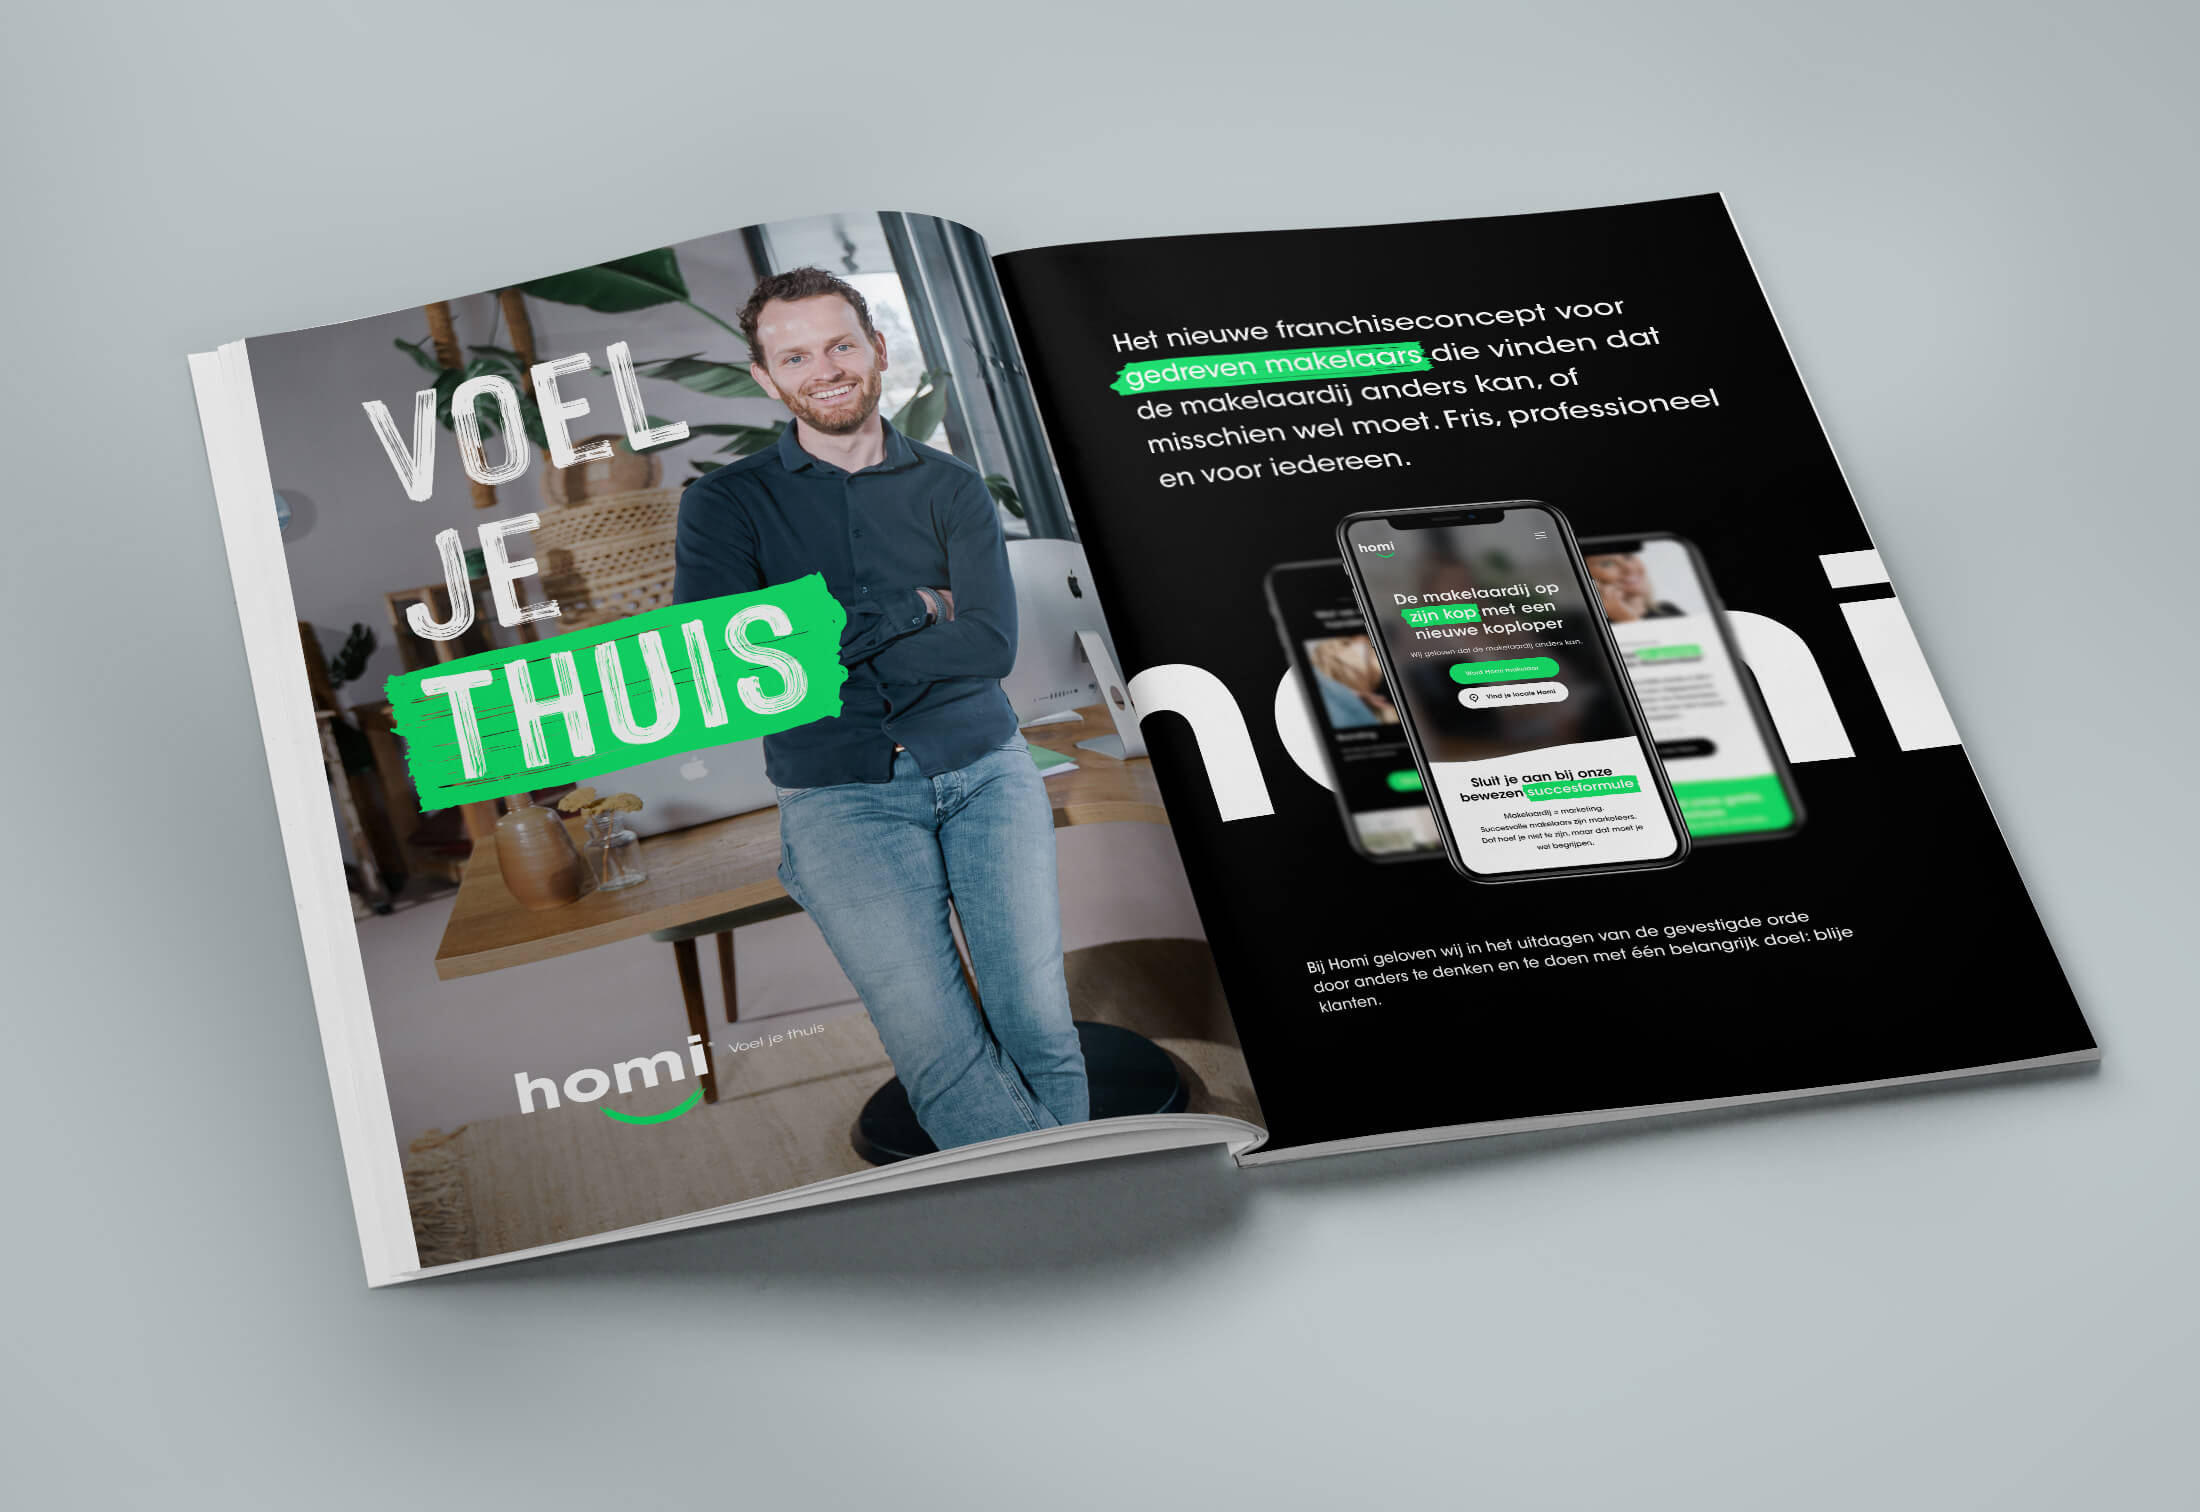 VOEL
JE
THUIS
homi
Voel je thuis
Het nieuwe franchiseconcept voor
gedreven makelaars die vinden dat
de makelaardij anders kan, of
misschien wel moet. Fris, professioneel
en voor iedereen.
homi
homi
De makelaardij op
zijn kop met een
nieuwe koploper
Wij geloven dat de makelaardij anders kan.
Word Homi makelaar
Vind je locale Homi
Sluit je aan bij onze
bewezen succesformule
Makelaardij = marketing.
Succesvolle makelaars zijn marketeers.
Dat hoef je niet te zijn, maar dat moet je
wel begrijpen.
Bij Homi geloven wij in het uitdagen van de gevestigde orde
door anders te denken en te doen met één belangrijk doel: blije
klanten.